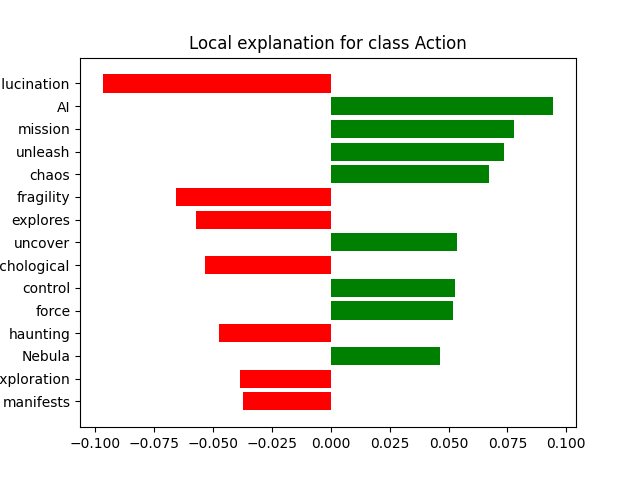 Local explanation for class Action
lucination
AI
mission
unleash
chaos
fragility
explores
uncover
chological
control
force
haunting
Nebula
xploration
manifests
−0.100 −0.075 −0.050 −0.025 0.000 0.025 0.050 0.075 0.100